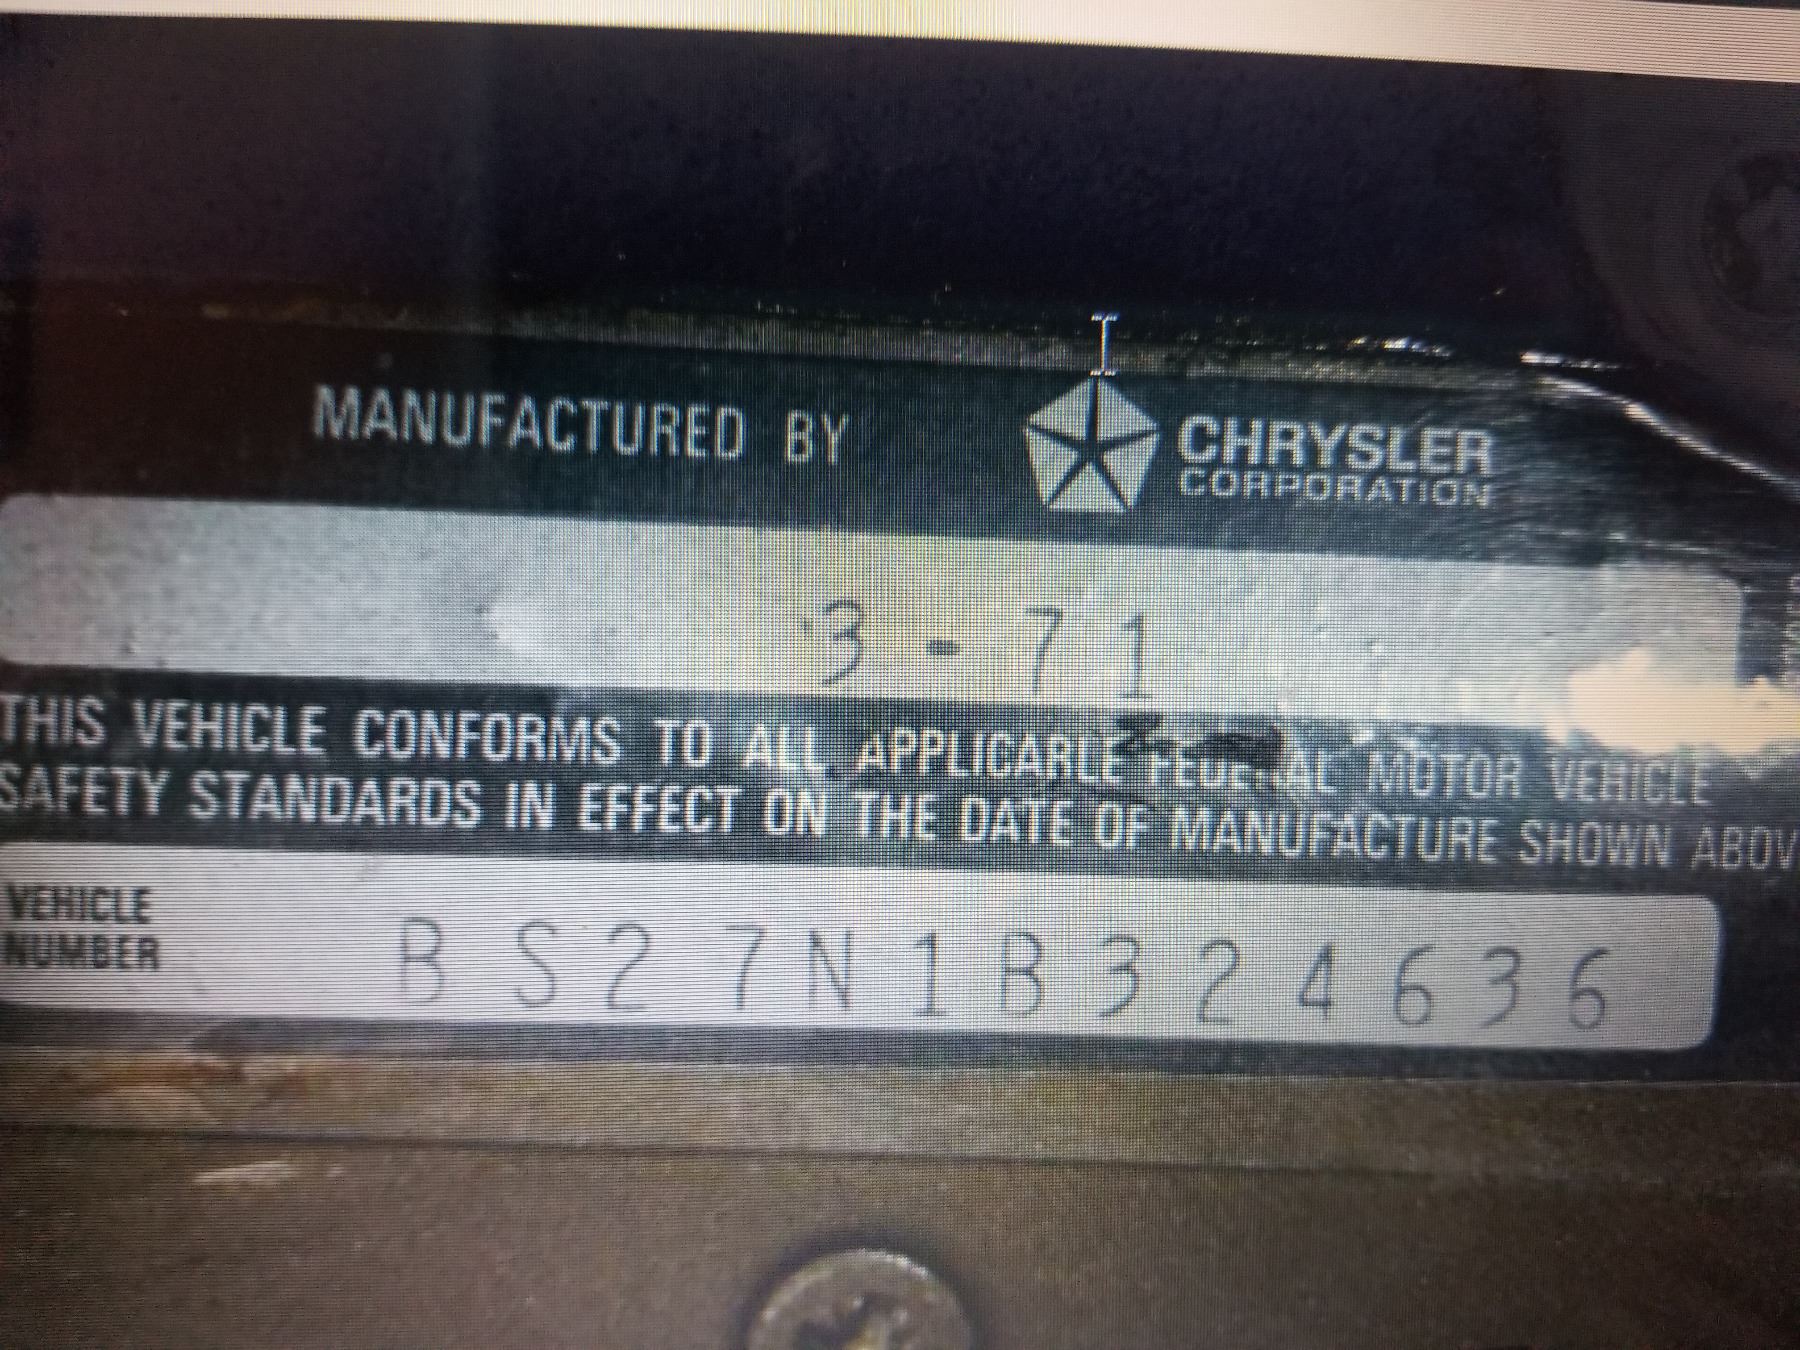 MANUFACTURED BY CHRYSLER
CORPORATION
3-71
THIS VEHICLE CONFORMS TO ALL APPLICABLE FEDERAL MOTOR VEHICLE
SAFETY STANDARDS IN EFFECT ON THE DATE OF MANUFACTURE SHOWN ABOV
VEHICLE
NUMBER
BS27N1B324636